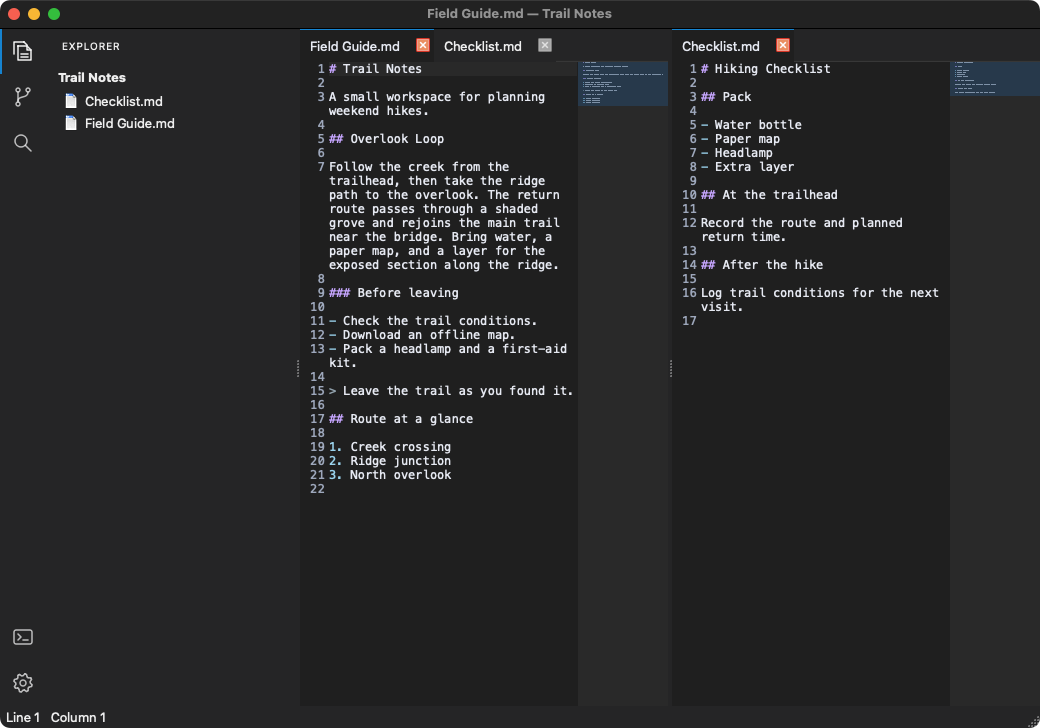 Field Guide.md — Trail Notes
EXPLORER
Trail Notes
Checklist.md
Field Guide.md
Field Guide.md
Checklist.md
1 # Trail Notes
2
3 A small workspace for planning
weekend hikes.
4
5 ## Overlook Loop
6
7 Follow the creek from the
trailhead, then take the ridge
path to the overlook. The return
route passes through a shaded
grove and rejoins the main trail
near the bridge. Bring water, a
paper map, and a layer for the
exposed section along the ridge.
8
9 ### Before leaving
10
11 - Check the trail conditions.
12 - Download an offline map.
13 - Pack a headlamp and a first-aid
kit.
14
15 > Leave the trail as you found it.
16
17 ## Route at a glance
18
19 1. Creek crossing
20 2. Ridge junction
21 3. North overlook
22
Checklist.md
1 # Hiking Checklist
2
3 ## Pack
4
5 - Water bottle
6 - Paper map
7 - Headlamp
8 - Extra layer
9
10 ## At the trailhead
11
12 Record the route and planned
return time.
13
14 ## After the hike
15
16 Log trail conditions for the next
visit.
17
Line 1 Column 1